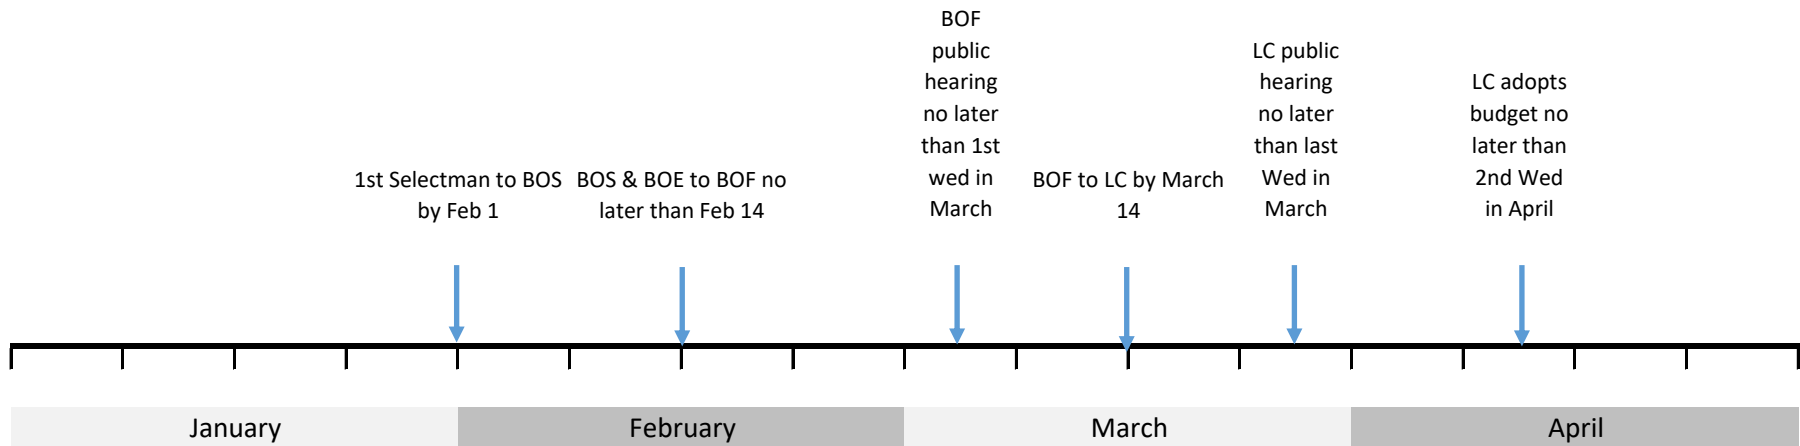 1st Selectman to BOS
by Feb 1
BOS & BOE to BOF no
later than Feb 14
BOF
public
hearing
no later
than 1st
wed in
March
BOF to LC by March
14
LC public
hearing
no later
than last
Wed in
March
LC adopts
budget no
later than
2nd Wed
in April
January
February
March
April